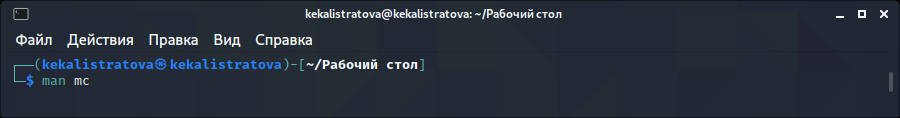 kekalistratova@kekalistratova: ~/Рабочий стол
Файл Действия Правка Вид Справка
┌──(kekalistratova㉿kekalistratova)-[~/Рабочий стол]
└─$ man mc